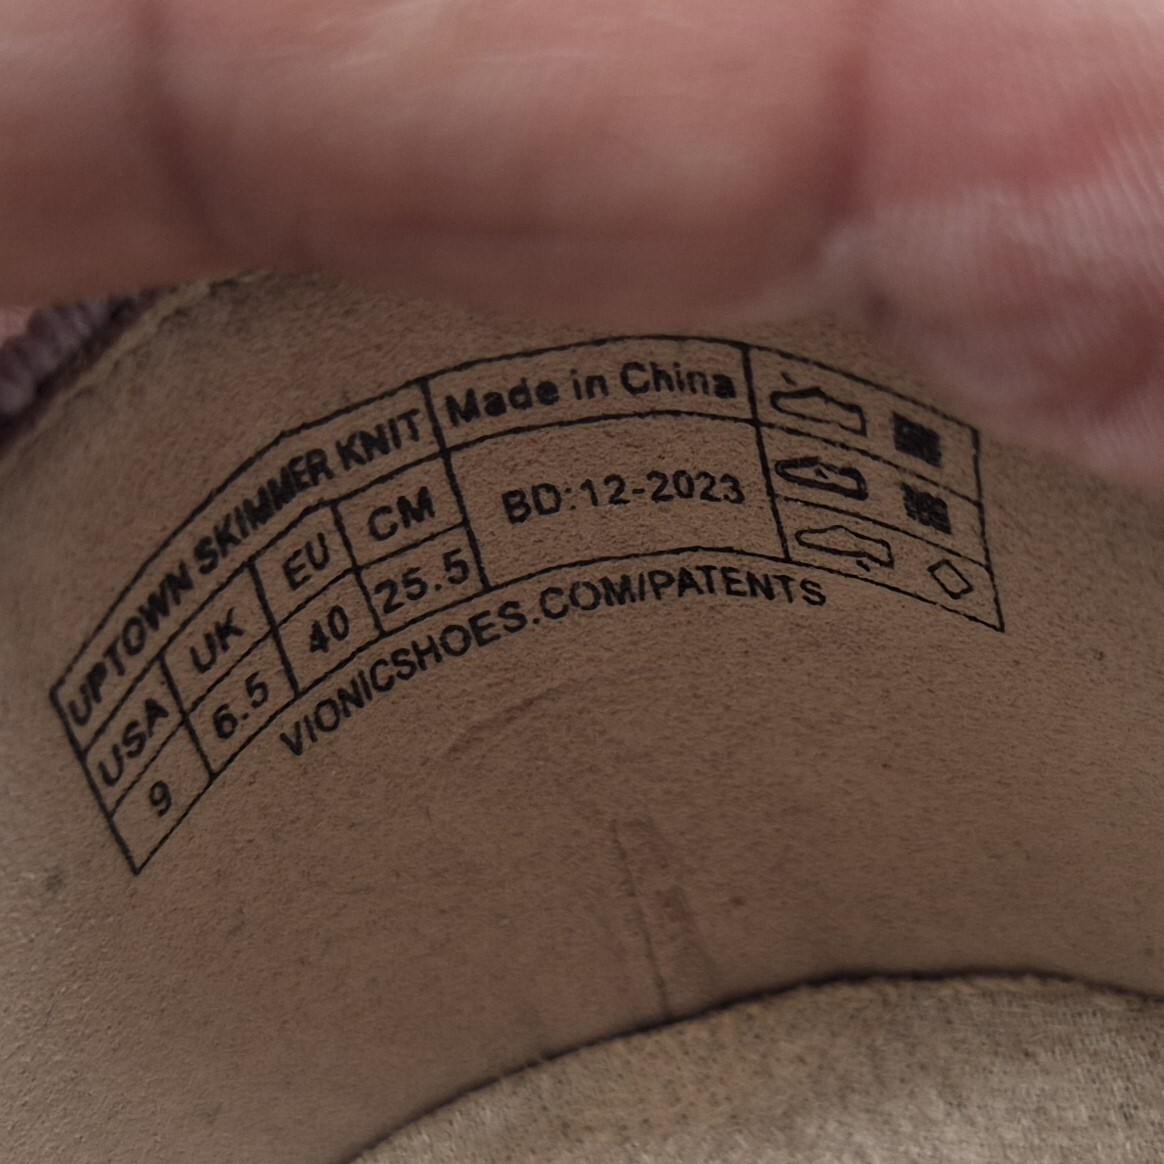 UPTOWN SKIMMER KNIT
USA UK EU CM
9 6.5 40 25.5
Made in China
BD:12-2023
VIONICSHOES.COM/PATENTS